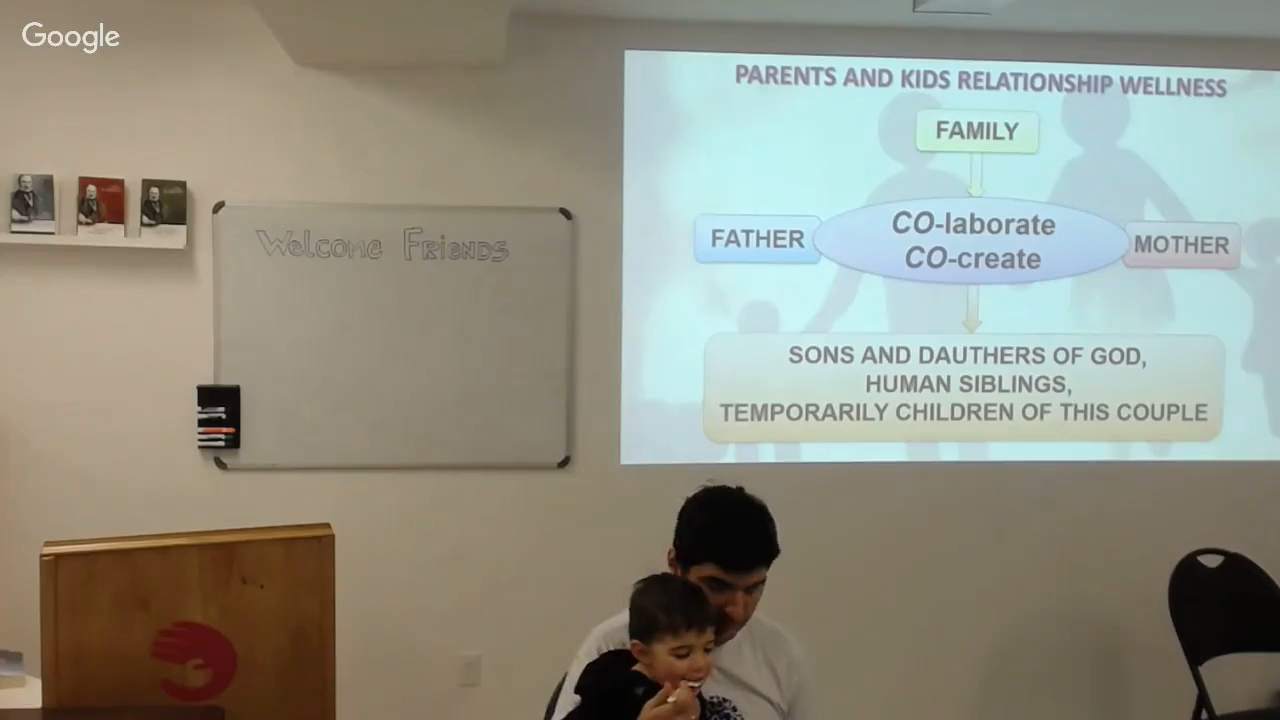 Google
Welcome Friends
PARENTS AND KIDS RELATIONSHIP WELLNESS
FAMILY
FATHER
CO-laborate
CO-create
MOTHER
SONS AND DAUTHERS OF GOD,
HUMAN SIBLINGS,
TEMPORARILY CHILDREN OF THIS COUPLE